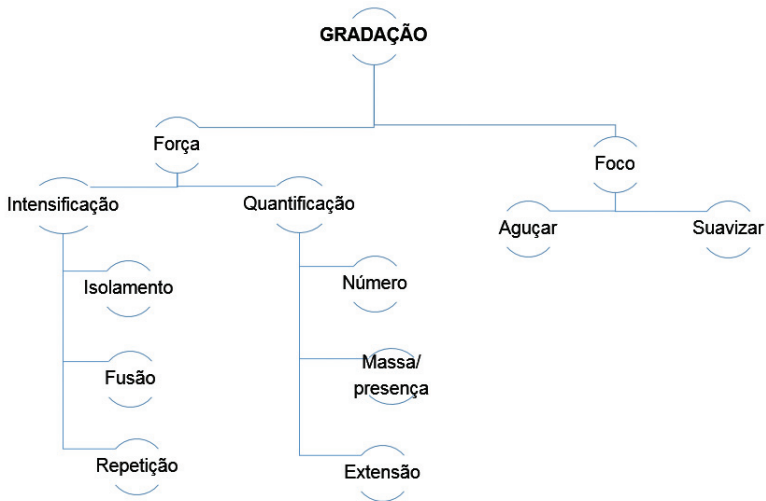 GRADAÇÃO
Força
Foco
Intensificação
Quantificação
Aguçar
Suavizar
Isolamento
Número
Fusão
Massa/
presença
Repetição
Extensão